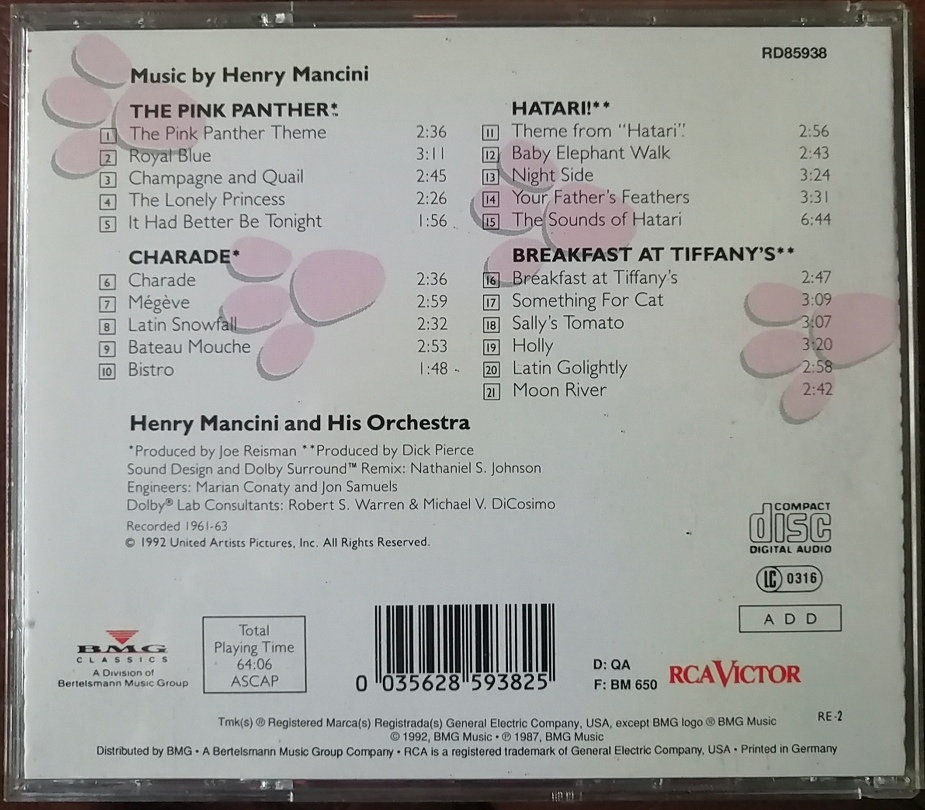 RD85938
Music by Henry Mancini
THE PINK PANTHER*™
1 The Pink Panther Theme 2:36
2 Royal Blue 3:11
3 Champagne and Quail 2:45
4 The Lonely Princess 2:26
5 It Had Better Be Tonight 1:56
CHARADE*
6 Charade 2:36
7 Mégève 2:59
8 Latin Snowfall 2:32
9 Bateau Mouche 2:53
10 Bistro 1:48
HATARI!**
11 Theme from "Hatari". 2:56
12 Baby Elephant Walk 2:43
13 Night Side 3:24
14 Your Father's Feathers 3:31
15 The Sounds of Hatari 6:44
BREAKFAST AT TIFFANY'S**
16 Breakfast at Tiffany's 2:47
17 Something For Cat 3:09
18 Sally's Tomato 3:07
19 Holly 3:20
20 Latin Golightly 2:58
21 Moon River 2:42
Henry Mancini and His Orchestra
*Produced by Joe Reisman **Produced by Dick Pierce
Sound Design and Dolby Surround™ Remix: Nathaniel S. Johnson
Engineers: Marian Conaty and Jon Samuels
Dolby® Lab Consultants: Robert S. Warren & Michael V. DiCosimo
Recorded 1961-63
© 1992 United Artists Pictures, Inc. All Rights Reserved.
COMPACT
disc
DIGITAL AUDIO
LC 0316
A D D
BMG
CLASSICS
A Division of
Bertelsmann Music Group
Total
Playing Time
64:06
ASCAP
0 035628 593825
D: QA
F: BM 650
RCA VICTOR
Tmk(s) ® Registered Marca(s) Registrada(s) General Electric Company, USA, except BMG logo ® BMG Music
RE-2
© 1992, BMG Music • ℗ 1987, BMG Music
Distributed by BMG • A Bertelsmann Music Group Company • RCA is a registered trademark of General Electric Company, USA • Printed in Germany